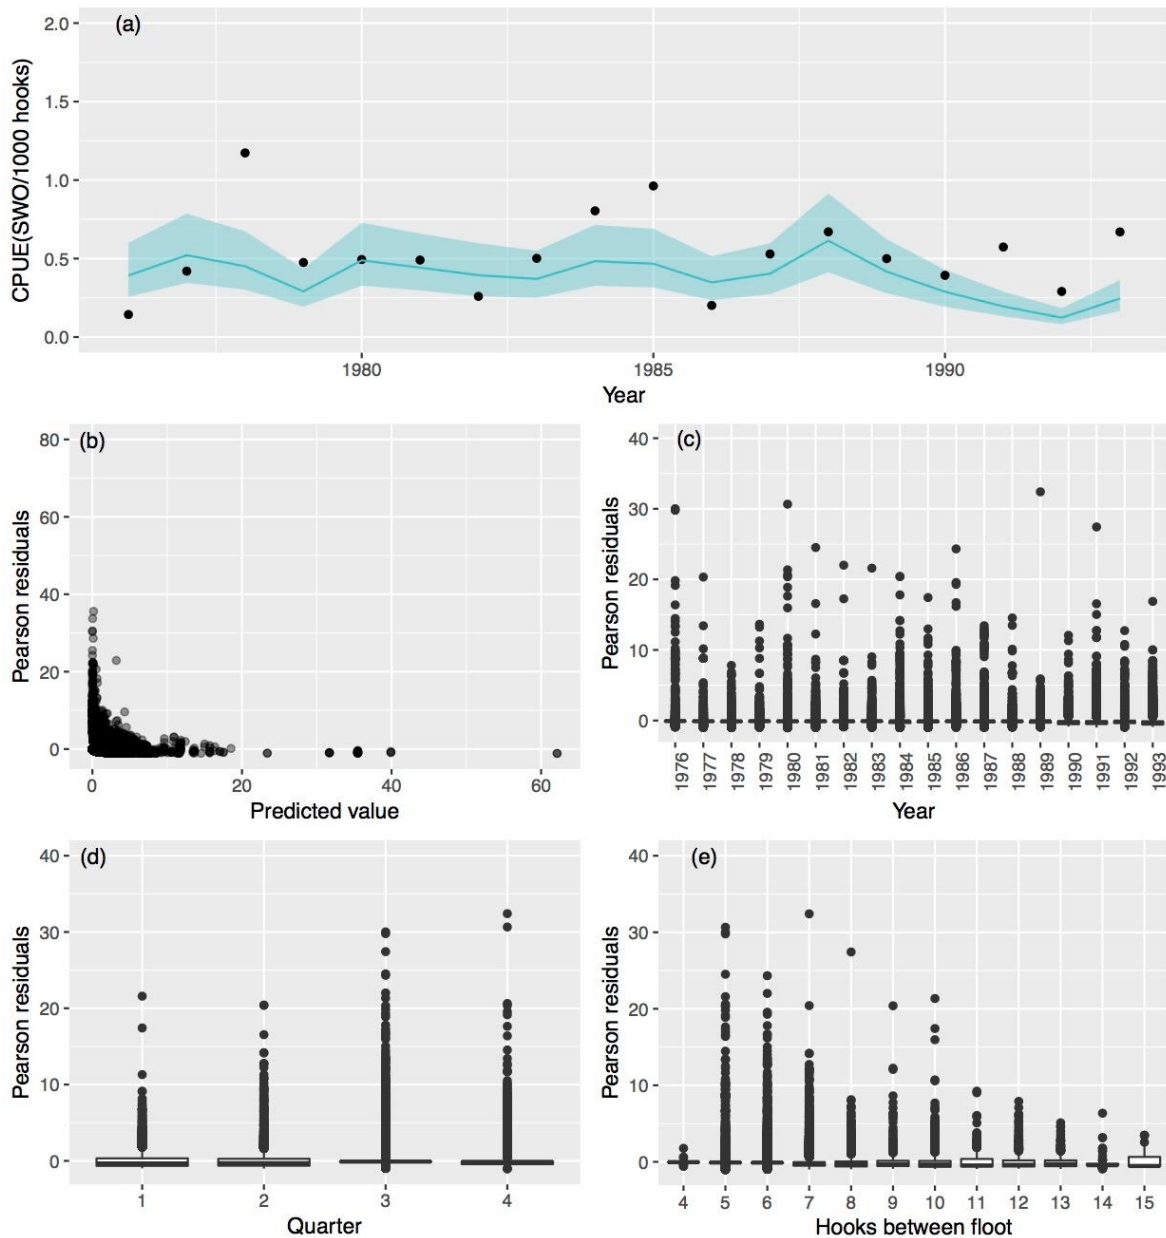 (a)
CPUE(SWO/1000 hooks)
2.0
1.5
1.0
0.5
0.0
1980 1985 1990
Year
(b)
Pearson residuals
80
60
40
20
0
0 20 40 60
Predicted value
(c)
Pearson residuals
40
30
20
10
0
1976 1977 1978 1979 1980 1981 1982 1983 1984 1985 1986 1987 1988 1989 1990 1991 1992 1993
Year
(d)
Pearson residuals
40
30
20
10
0
1 2 3 4
Quarter
(e)
Pearson residuals
40
30
20
10
0
4 5 6 7 8 9 10 11 12 13 14 15
Hooks between floot